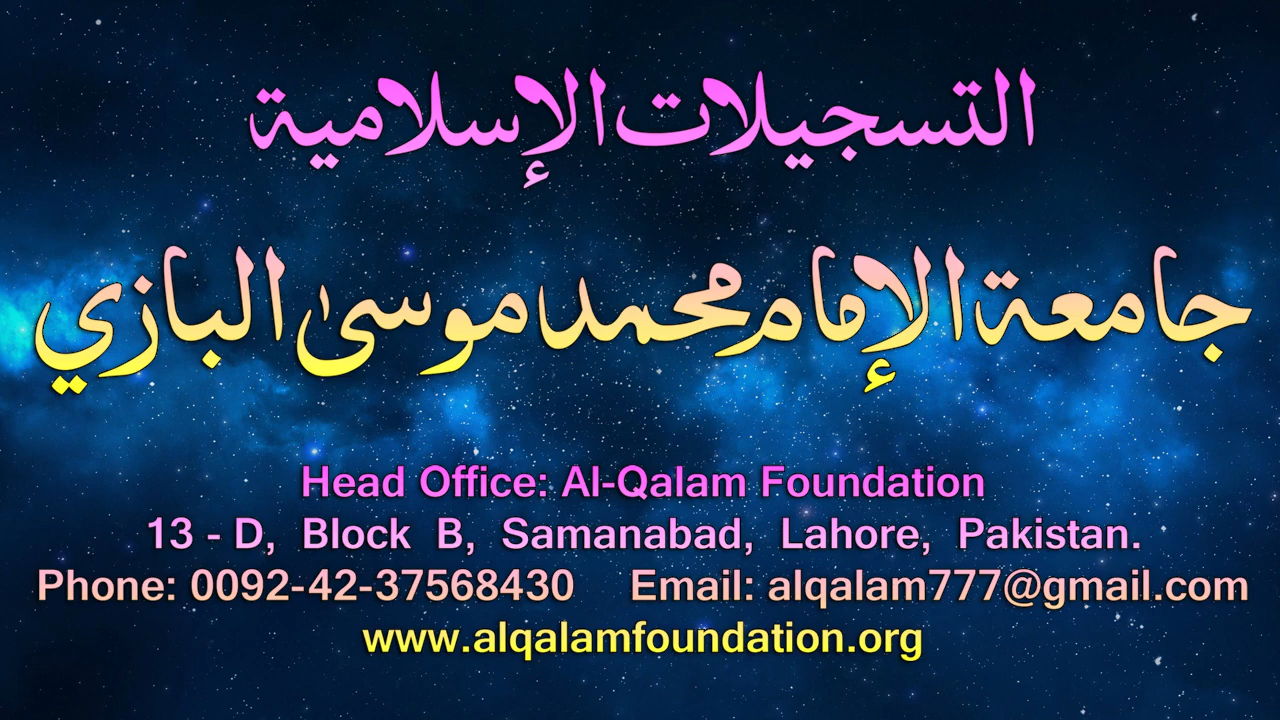 التسجيلات الإسلامية
جامعة الإمام محمد موسىٰ البازي
Head Office: Al-Qalam Foundation
13 - D, Block B, Samanabad, Lahore, Pakistan.
Phone: 0092-42-37568430 Email: alqalam777@gmail.com
www.alqalamfoundation.org